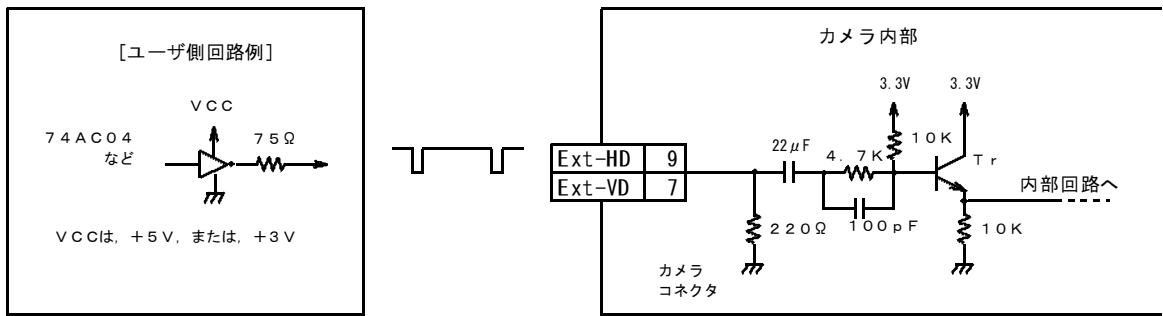 [ユーザ側回路例]
ＶＣＣ
７４ＡＣ０４
など
７５Ω
ＶＣＣは，＋５Ｖ，または，＋３Ｖ
カメラ内部
3.3V
3.3V
10K
22μF
４．７K
Ｔｒ
Ext-HD 9
Ext-VD 7
内部回路へ
２２０Ω
１００ｐＦ
１０K
カメラ
コネクタ